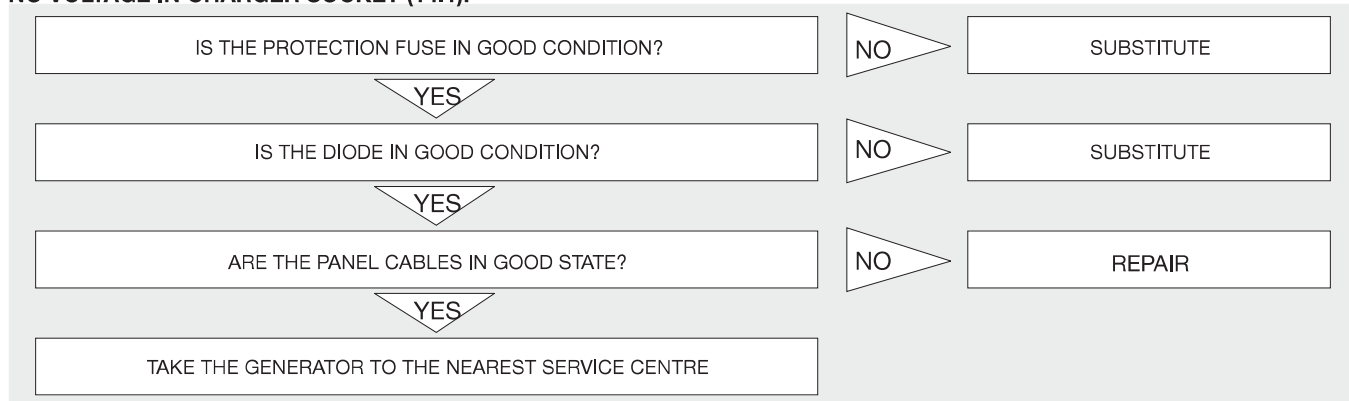 NO VOLTAGE IN CHARGER SOCKET
IS THE PROTECTION FUSE IN GOOD CONDITION?
NO
SUBSTITUTE
YES
IS THE DIODE IN GOOD CONDITION?
NO
SUBSTITUTE
YES
ARE THE PANEL CABLES IN GOOD STATE?
NO
REPAIR
YES
TAKE THE GENERATOR TO THE NEAREST SERVICE CENTRE